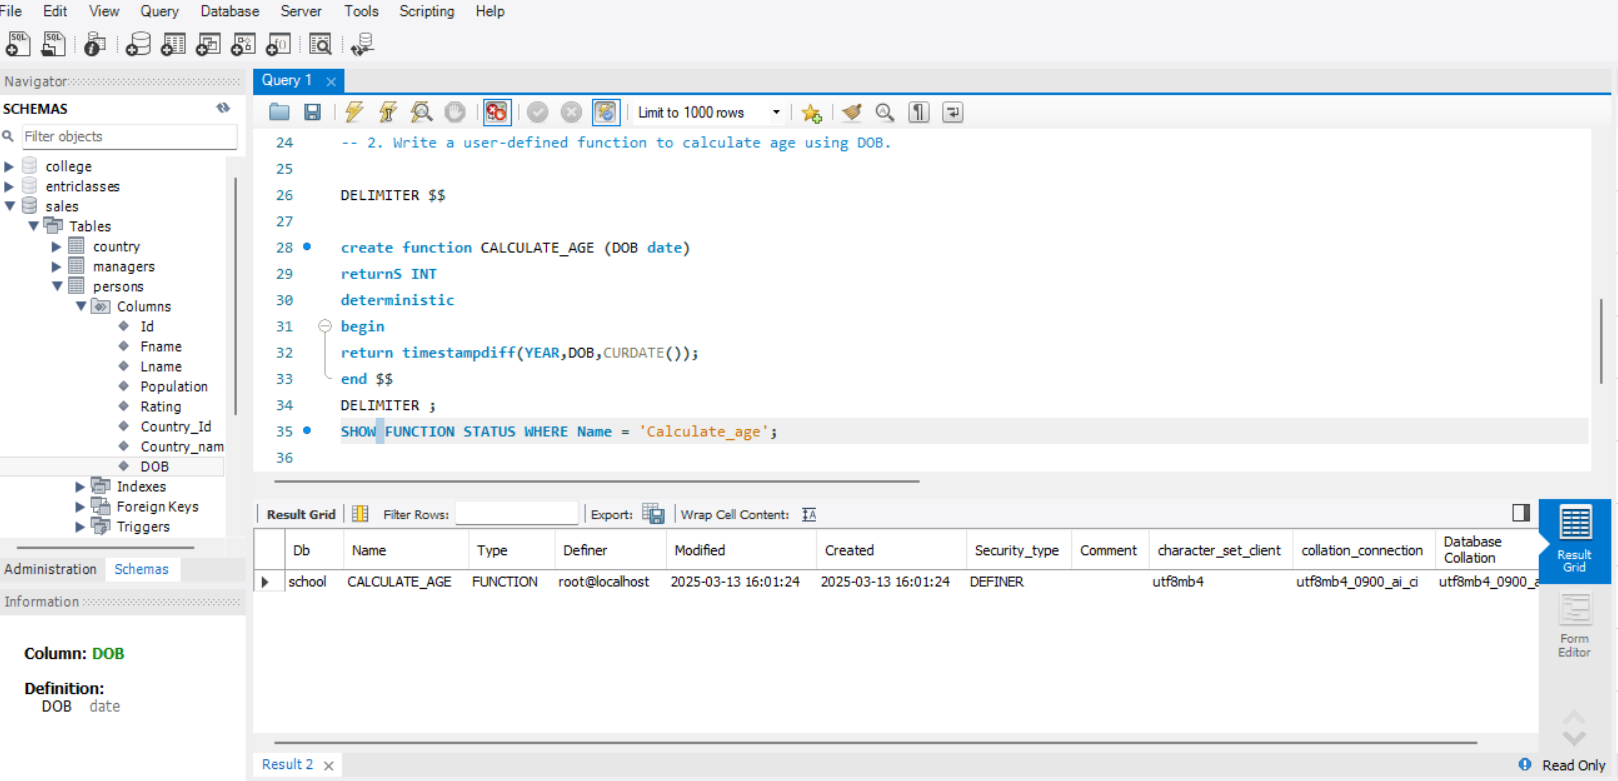 File Edit View Query Database Server Tools Scripting Help
SQL SQL
Navigator
SCHEMAS
Filter objects
college
entriclasses
sales
Tables
country
managers
persons
Columns
Id
Fname
Lname
Population
Rating
Country_Id
Country_nam
DOB
Indexes
Foreign Keys
Triggers
Administration Schemas
Information
Column: DOB
Definition:
DOB date
Query 1
Limit to 1000 rows
24 -- 2. Write a user-defined function to calculate age using DOB.
25
26 DELIMITER $$
27
28 create function CALCULATE_AGE (DOB date)
29 returnS INT
30 deterministic
31 begin
32 return timestampdiff(YEAR,DOB,CURDATE());
33 end $$
34 DELIMITER ;
35 SHOW FUNCTION STATUS WHERE Name = 'Calculate_age';
36
Result Grid Filter Rows: Export: Wrap Cell Content:
Db Name Type Definer Modified Created Security_type Comment character_set_client collation_connection Database Collation
school CALCULATE_AGE FUNCTION root@localhost 2025-03-13 16:01:24 2025-03-13 16:01:24 DEFINER utf8mb4 utf8mb4_0900_ai_ci utf8mb4_0900_a
Result
Grid
Form
Editor
Result 2
Read Only